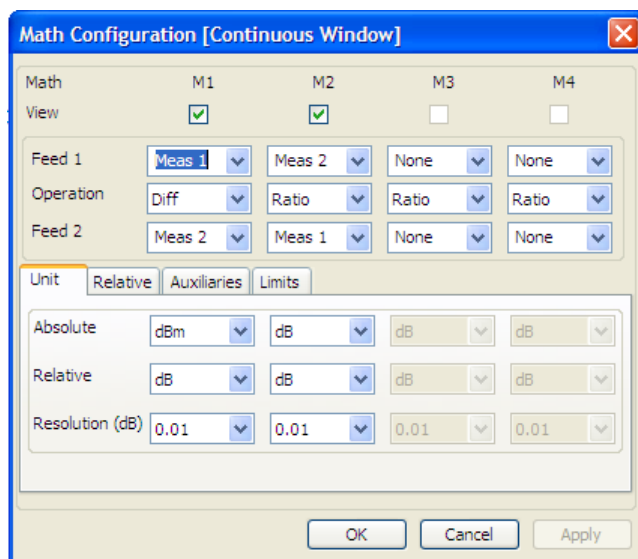 Math Configuration [Continuous Window]
Math M1 M2 M3 M4
View
Feed 1 Meas 1 Meas 2 None None
Operation Diff Ratio Ratio Ratio
Feed 2 Meas 2 Meas 1 None None
Unit Relative Auxiliaries Limits
Absolute dBm dB dB dB
Relative dB dB dB dB
Resolution (dB) 0.01 0.01 0.01 0.01
OK Cancel Apply